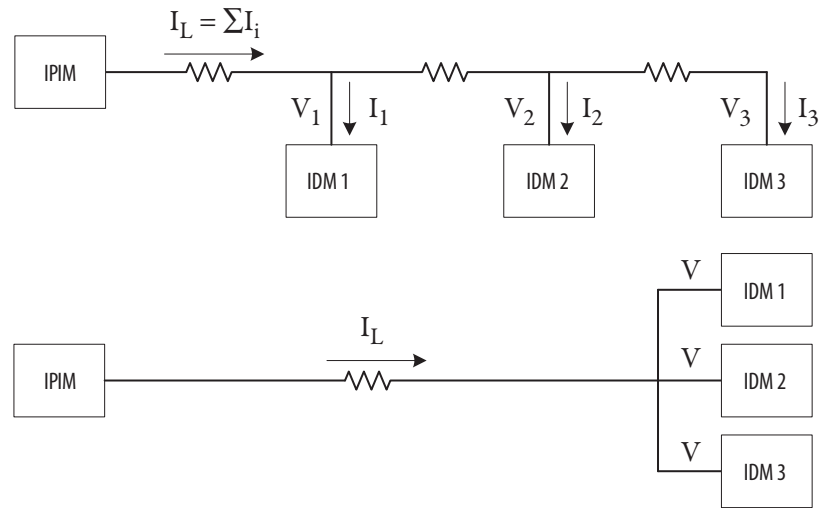 I_L = ∑I_i
IPIM
V_1 I_1 V_2 I_2 V_3 I_3
IDM 1 IDM 2 IDM 3
V IDM 1
I_L
IPIM V IDM 2
V IDM 3